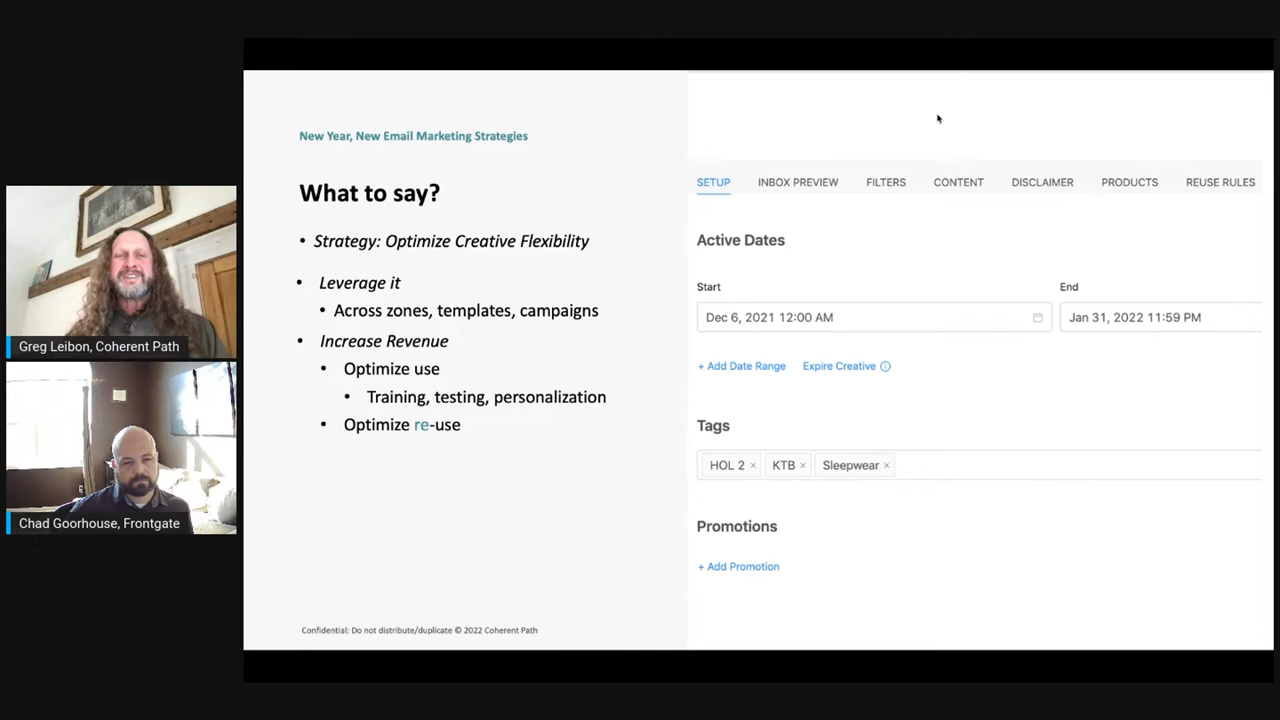 Greg Leibon, Coherent Path
Chad Goorhouse, Frontgate
New Year, New Email Marketing Strategies
What to say?
• Strategy: Optimize Creative Flexibility
• Leverage it
• Across zones, templates, campaigns
• Increase Revenue
• Optimize use
• Training, testing, personalization
• Optimize re-use
Confidential: Do not distribute/duplicate © 2022 Coherent Path
SETUP INBOX PREVIEW FILTERS CONTENT DISCLAIMER PRODUCTS REUSE RULES
Active Dates
Start End
Dec 6, 2021 12:00 AM Jan 31, 2022 11:59 PM
+ Add Date Range Expire Creative
Tags
HOL 2 × KTB × Sleepwear ×
Promotions
+ Add Promotion